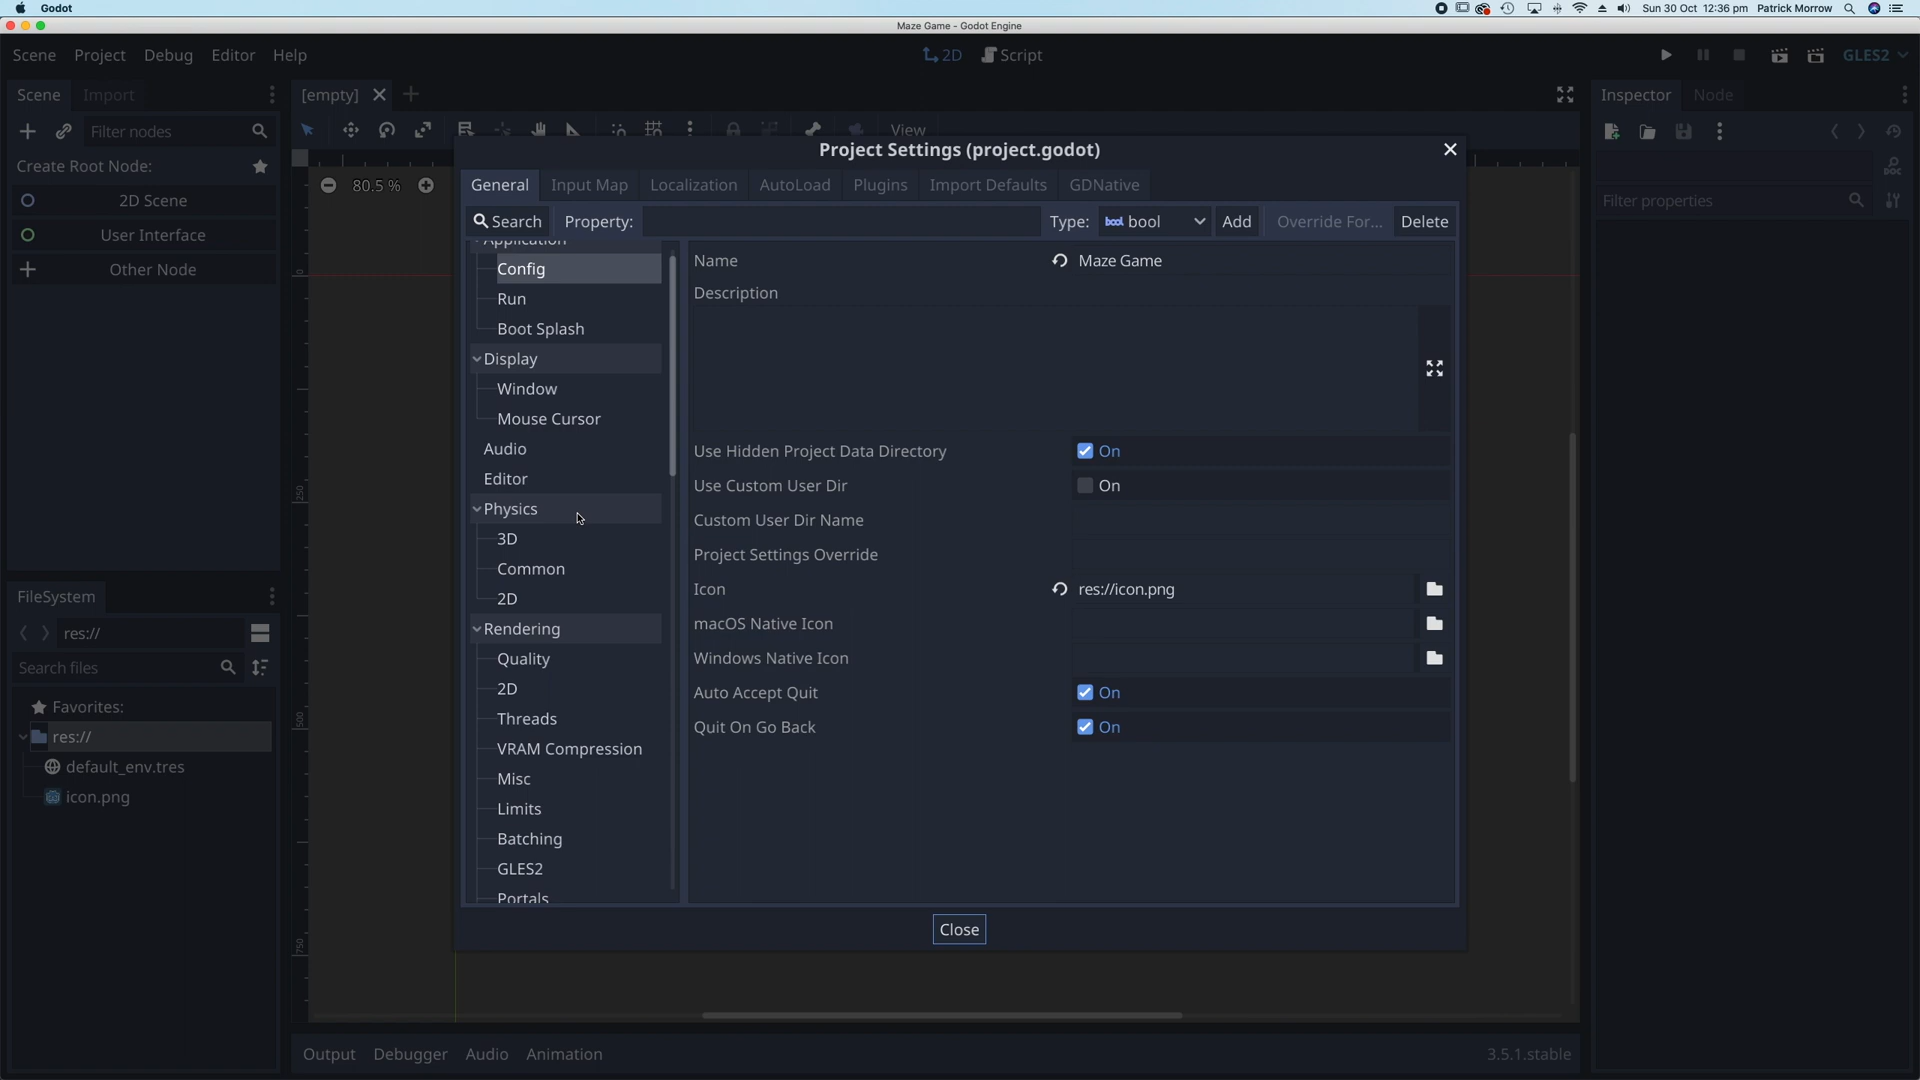 Godot
Sun 30 Oct 12:36 pm Patrick Morrow
Maze Game - Godot Engine
Scene Project Debug Editor Help
2D Script
GLES2
Scene Import
[empty]
Inspector Node
Filter nodes
View
Create Root Node:
2D Scene
User Interface
Other Node
80.5 %
Filter properties
Project Settings (project.godot)
General Input Map Localization AutoLoad Plugins Import Defaults GDNative
Search Property: Type: bool bool Add Override For... Delete
Application
Config
Run
Boot Splash
Display
Window
Mouse Cursor
Audio
Editor
Physics
3D
Common
2D
Rendering
Quality
2D
Threads
VRAM Compression
Misc
Limits
Batching
GLES2
Portals
Name Maze Game
Description
Use Hidden Project Data Directory On
Use Custom User Dir On
Custom User Dir Name
Project Settings Override
Icon res://icon.png
macOS Native Icon
Windows Native Icon
Auto Accept Quit On
Quit On Go Back On
Close
FileSystem
res://
Search files
Favorites:
res://
default_env.tres
icon.png
0
250
500
750
Output Debugger Audio Animation
3.5.1.stable